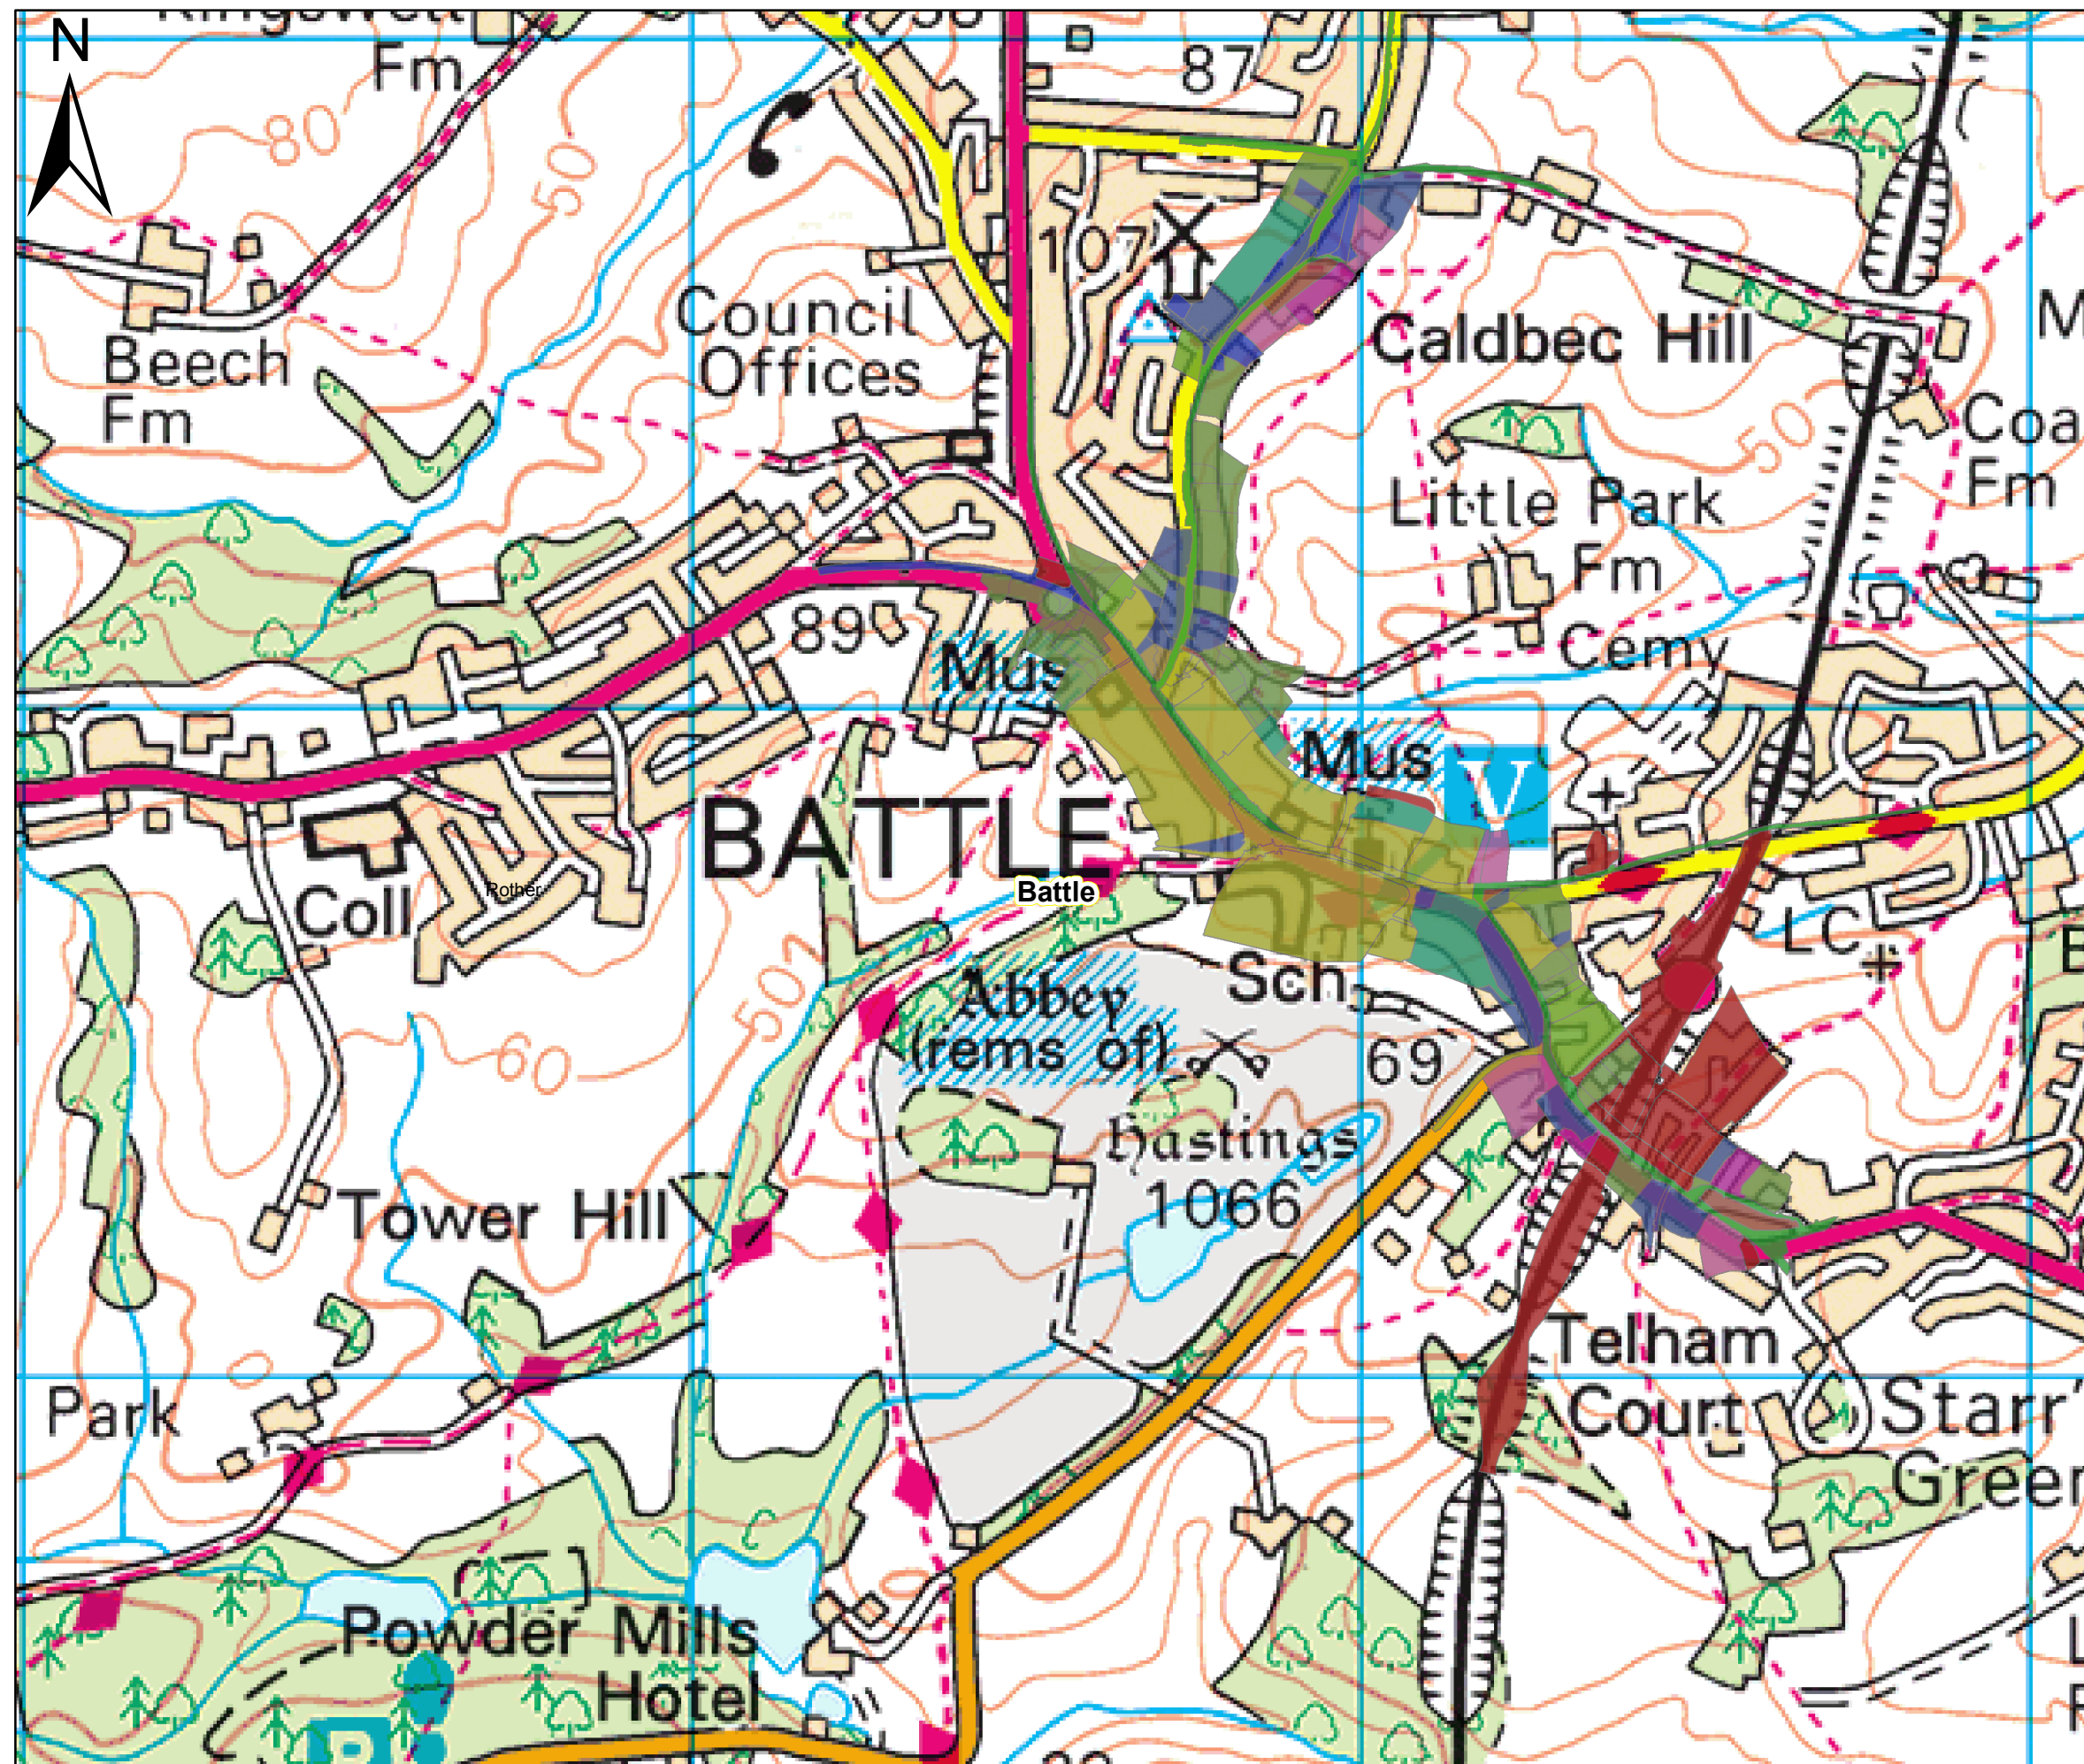 N
Fm
87
80
50
107
Council
Offices
Caldbec Hill
Beech
Fm
50
Coa
Fm
Little Park
Fm
89
Mus
Cemy
Mus
V
BATTLE
Coll
Rother
Battle
LC
Sch
50
Abbey
(rems of)
69
60
Hastings
1066
Tower Hill
Telham
Court
Park
Starr'
Green
Powder Mills
Hotel